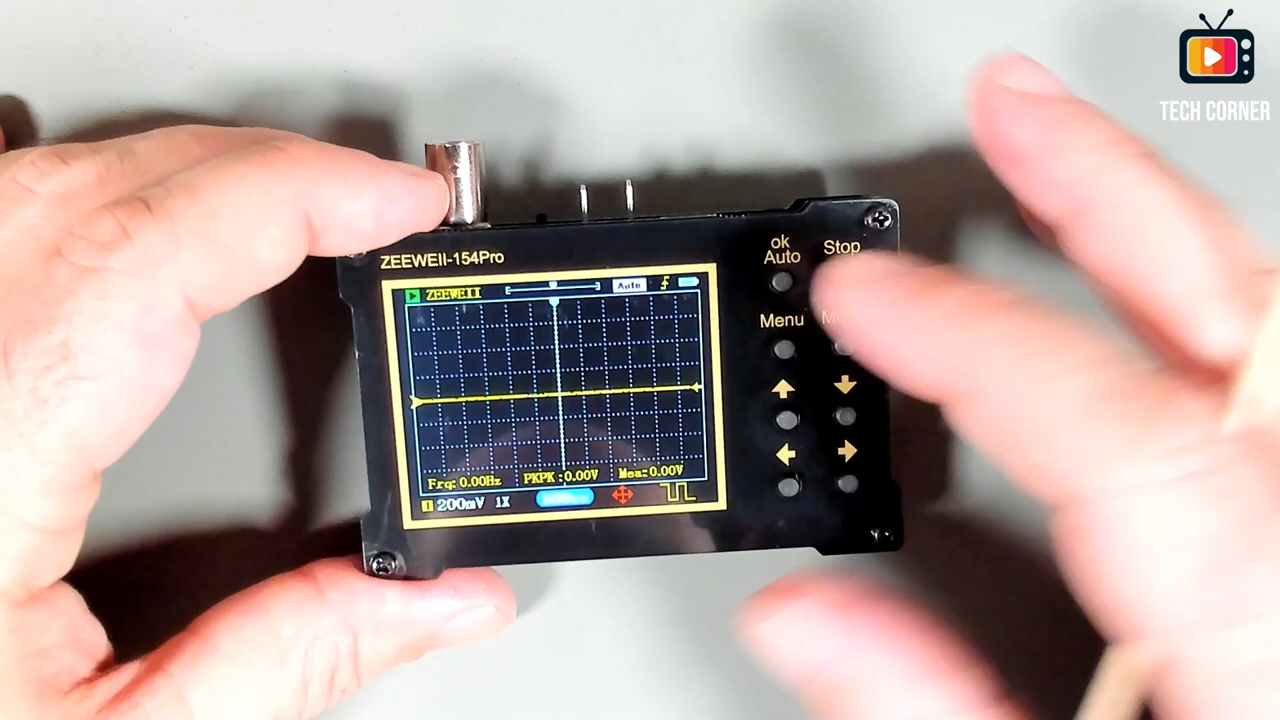 TECH CORNER
ok
Auto
Stop
ZEEWEII-154Pro
ZEEWEII
Auto
Menu
Frq:0.00Hz PKPK:0.00V Mea:0.00V
1 200mV 1X